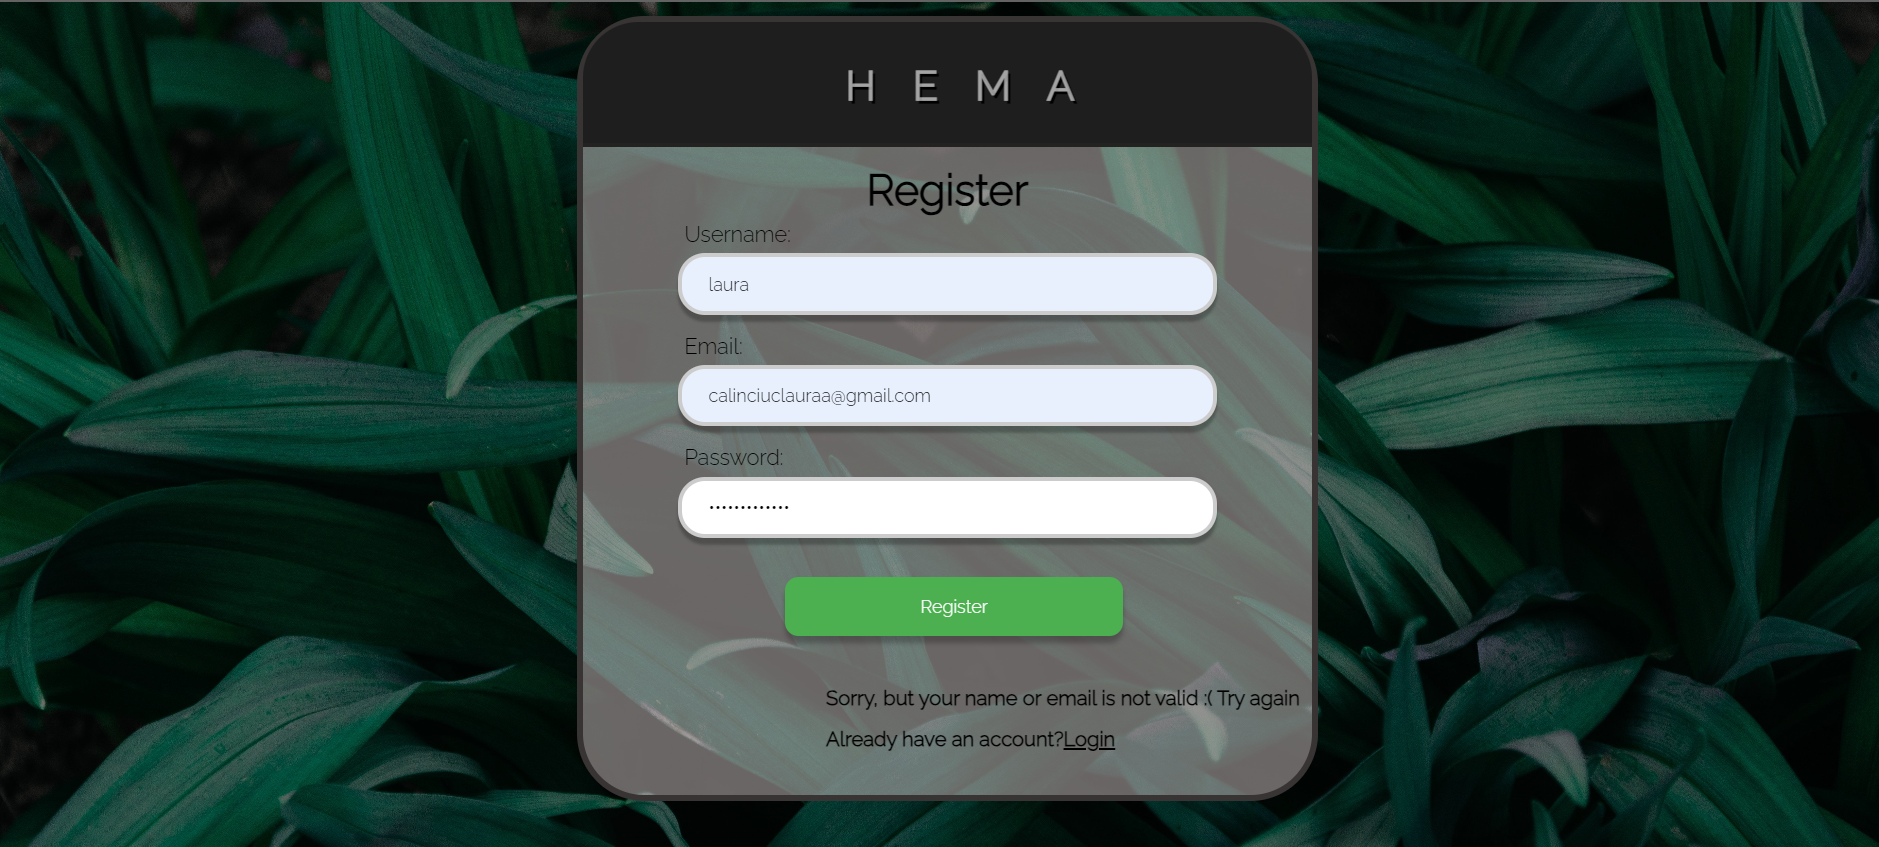 H E M A
Register
Username:
laura
Email:
calinciuclauraa@gmail.com
Password:
•••••••••••••
Register
Sorry, but your name or email is not valid :( Try again
Already have an account?Login